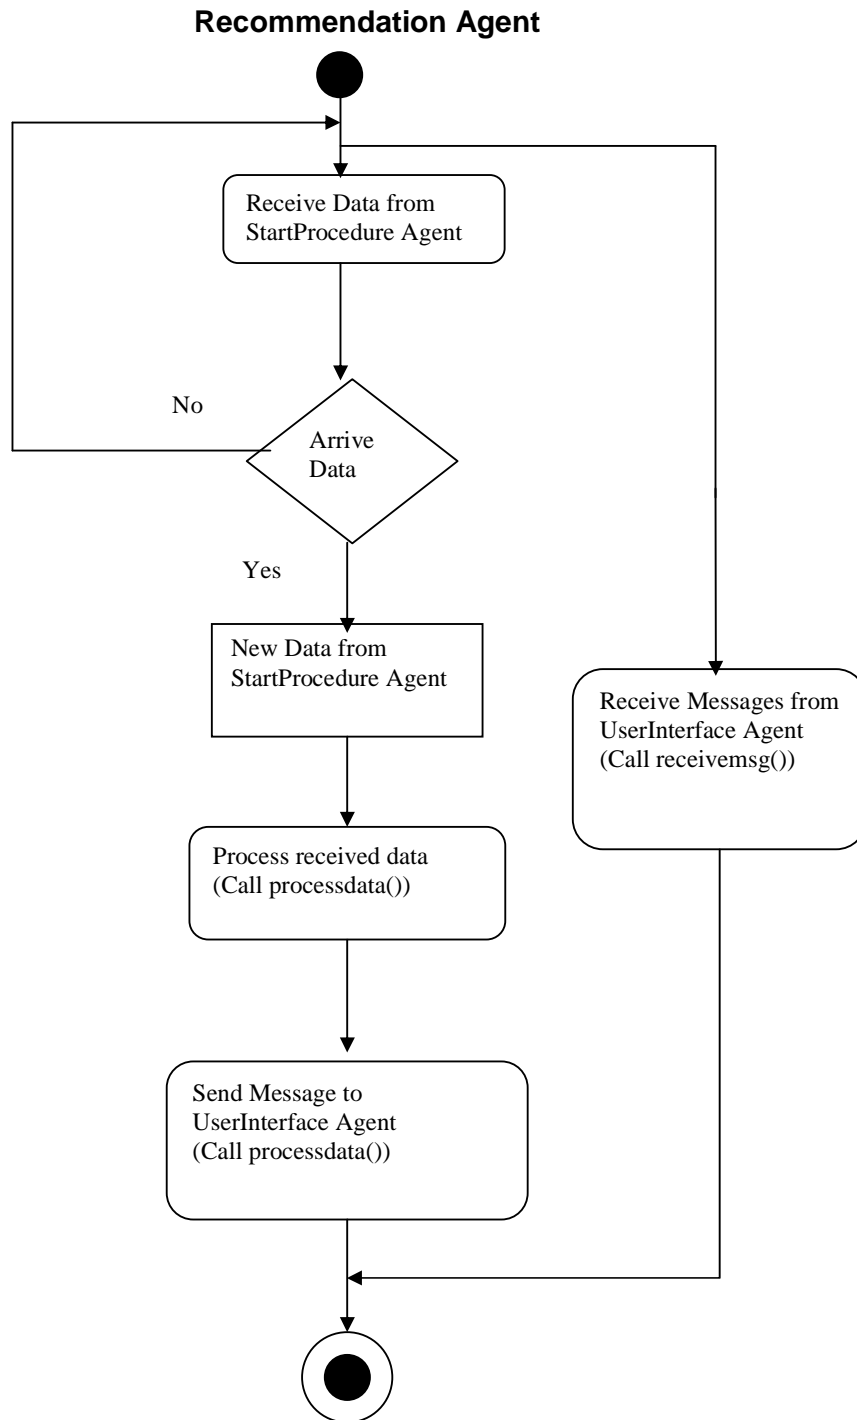 Recommendation Agent
Receive Data from
StartProcedure Agent
No
Arrive
Data
Yes
New Data from
StartProcedure Agent
Receive Messages from
UserInterface Agent
(Call receivemsg())
Process received data
(Call processdata())
Send Message to
UserInterface Agent
(Call processdata())